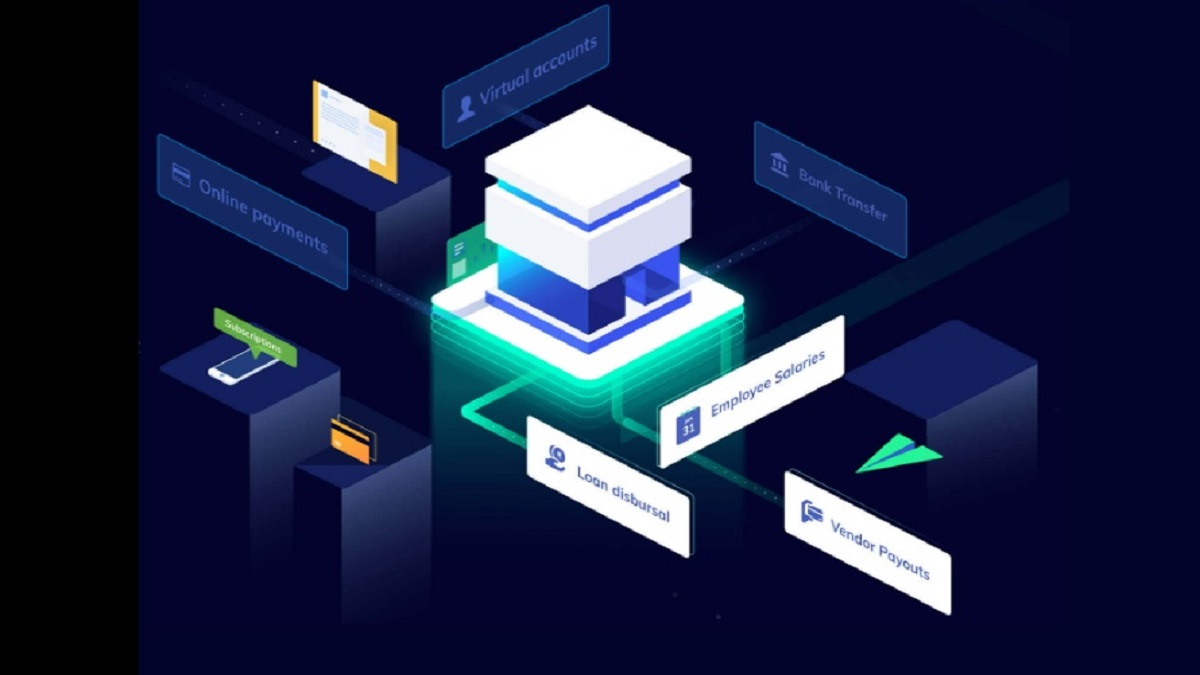 Virtual accounts
Online payments
Bank Transfer
Subscriptions
Employee Salaries
31
Loan disbursal
Vendor Payouts